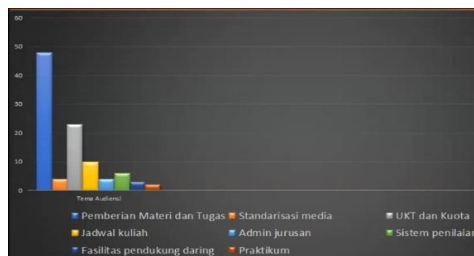 60
50
40
30
20
10
0
Tema Audiensi
Pemberian Materi dan Tugas Standarisasi media UKT dan Kuota
Jadwal kuliah Admin jurusan Sistem penilaian
Fasilitas pendukung daring Praktikum